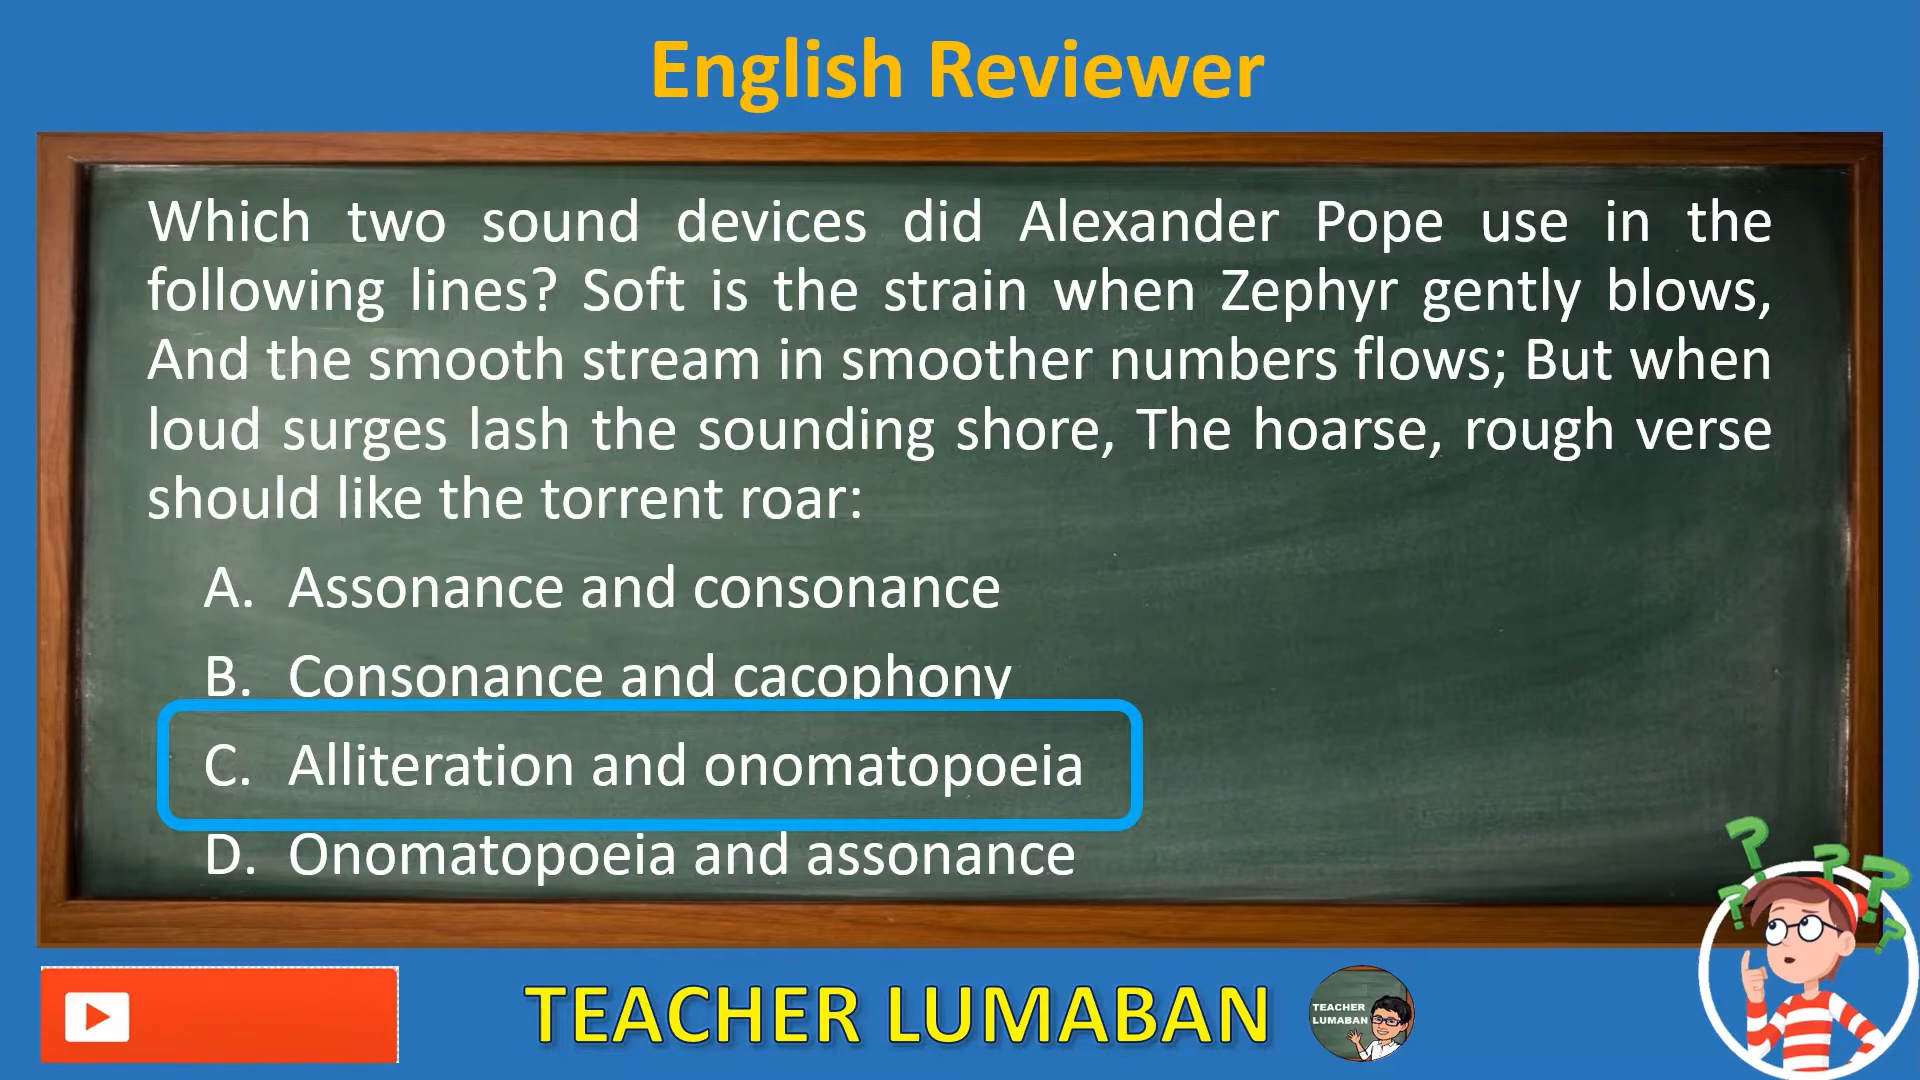 English Reviewer
Which two sound devices did Alexander Pope use in the
following lines? Soft is the strain when Zephyr gently blows,
And the smooth stream in smoother numbers flows; But when
loud surges lash the sounding shore, The hoarse, rough verse
should like the torrent roar:
A. Assonance and consonance
B. Consonance and cacophony
C. Alliteration and onomatopoeia
D. Onomatopoeia and assonance
TEACHER LUMABAN
TEACHER
LUMABAN